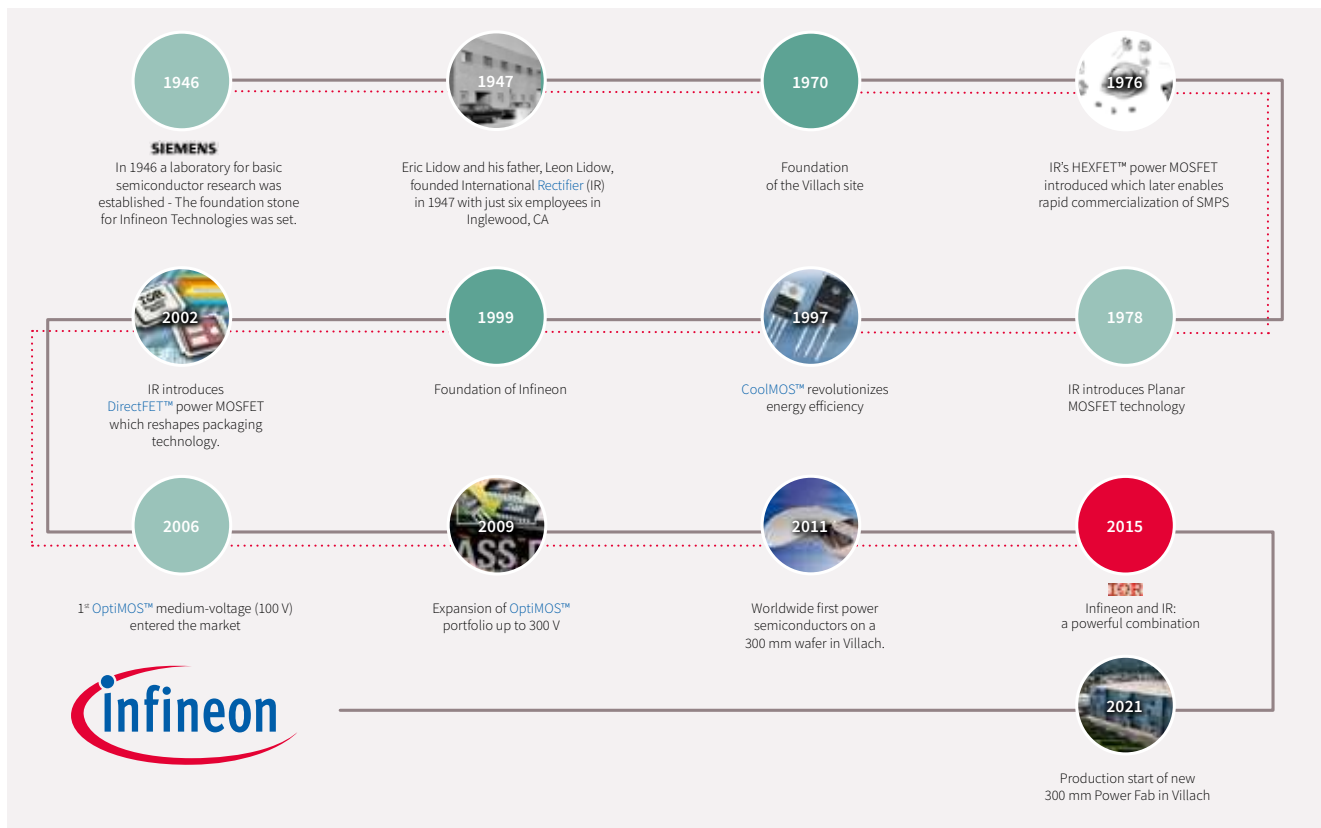 1946
1947
1970
1976
SIEMENS
In 1946 a laboratory for basic
semiconductor research was
established - The foundation stone
for Infineon Technologies was set.
Eric Lidow and his father, Leon Lidow,
founded International Rectifier (IR)
in 1947 with just six employees in
Inglewood, CA
Foundation
of the Villach site
IR's HEXFET™ power MOSFET
introduced which later enables
rapid commercialization of SMPS
IOR
2002
1999
1997
1978
IR introduces
DirectFET™ power MOSFET
which reshapes packaging
technology.
Foundation of Infineon
CoolMOS™ revolutionizes
energy efficiency
IR introduces Planar
MOSFET technology
2006
2009
ASS
2011
2015
IOR
1st OptiMOS™ medium-voltage (100 V)
entered the market
Expansion of OptiMOS™
portfolio up to 300 V
Worldwide first power
semiconductors on a
300 mm wafer in Villach.
Infineon and IR:
a powerful combination
infineon
2021
Production start of new
300 mm Power Fab in Villach